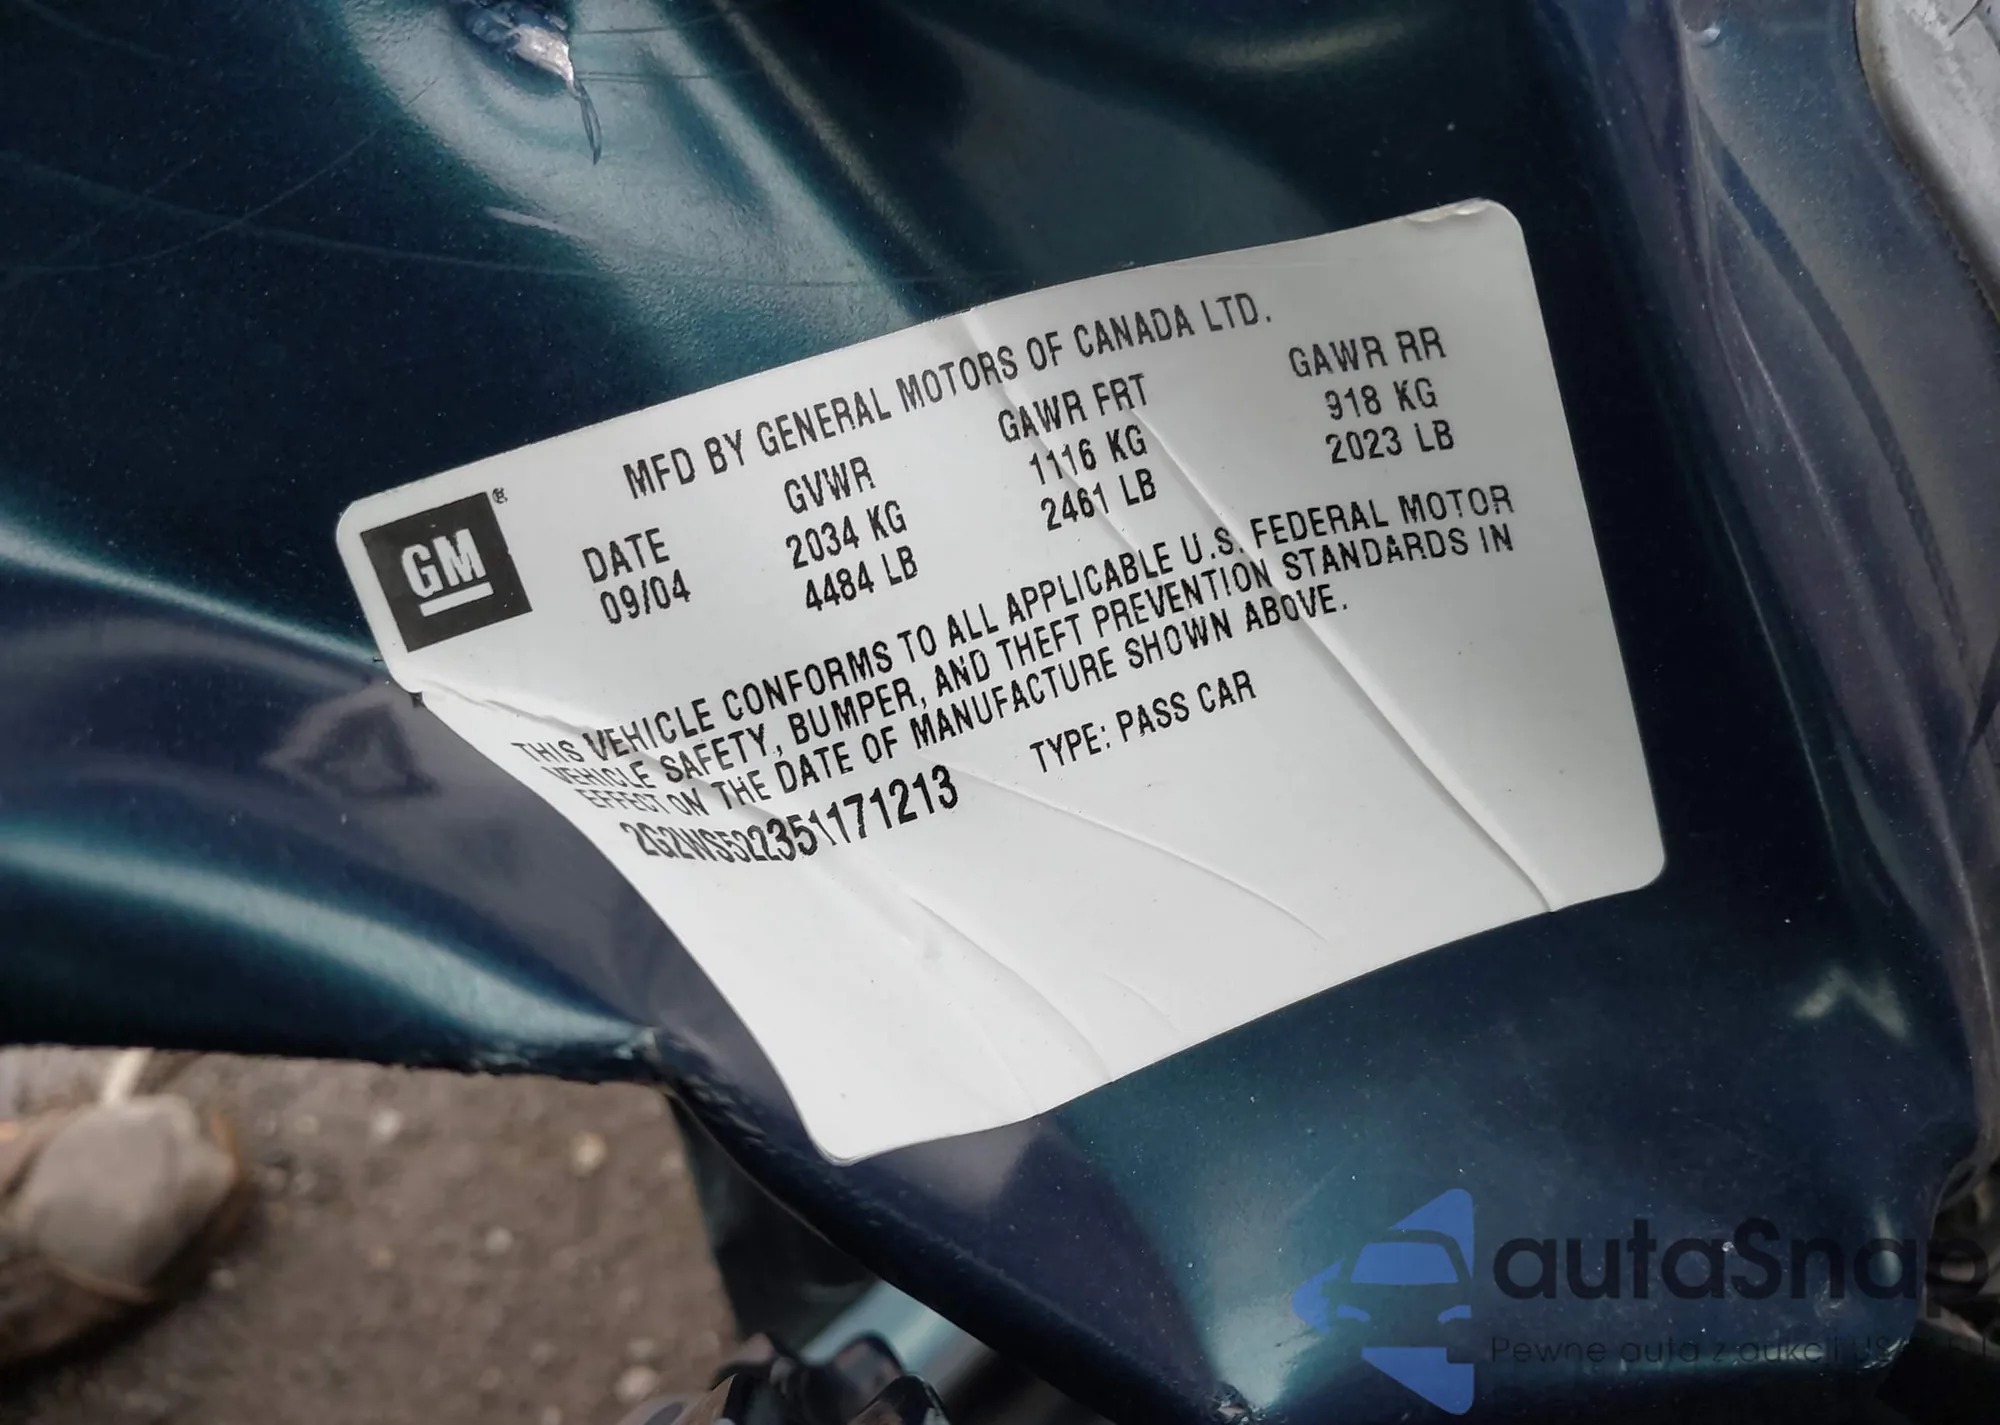 MFD BY GENERAL MOTORS OF CANADA LTD.
GM®
DATE GVWR GAWR FRT GAWR RR
09/04 2034 KG 1116 KG 918 KG
4484 LB 2461 LB 2023 LB
THIS VEHICLE CONFORMS TO ALL APPLICABLE U.S. FEDERAL MOTOR
VEHICLE SAFETY, BUMPER, AND THEFT PREVENTION STANDARDS IN
EFFECT ON THE DATE OF MANUFACTURE SHOWN ABOVE.
2G2WS522351171213 TYPE: PASS CAR
autaSnap
Pewne auta z aukcji